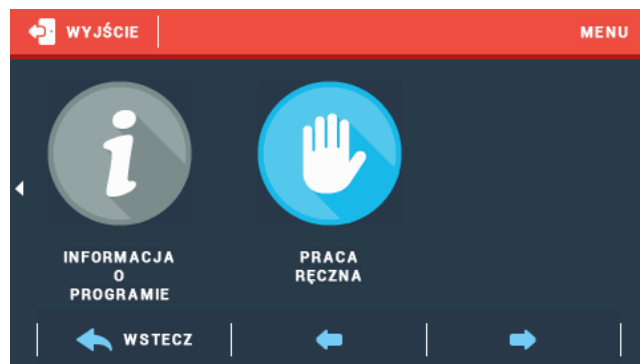 WYJŚCIE
MENU
INFORMACJA
O
PROGRAMIE
PRACA
RĘCZNA
WSTECZ